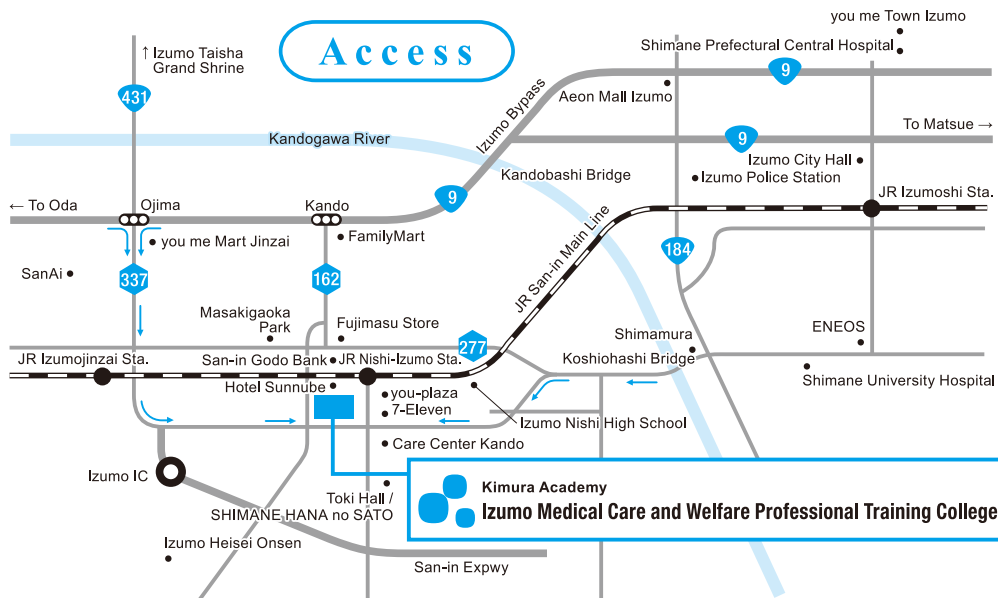 you me Town Izumo
Shimane Prefectural Central Hospital
↑ Izumo Taisha
Grand Shrine
Access
9
431
Aeon Mall Izumo
Izumo Bypass
To Matsue →
Kandogawa River
9
Izumo City Hall
Kandobashi Bridge
Izumo Police Station
JR Izumoshi Sta.
9
← To Oda
Ojima
Kando
you me Mart Jinzai
FamilyMart
JR San-in Main Line
184
SanAi
337
162
Masakigaoka
Park
Fujimasu Store
Shimamura
ENEOS
277
JR Izumojinzai Sta.
San-in Godo Bank
JR Nishi-Izumo Sta.
Koshiohashi Bridge
Shimane University Hospital
Hotel Sunnube
you-plaza
7-Eleven
Izumo Nishi High School
Care Center Kando
Izumo IC
Toki Hall /
SHIMANE HANA no SATO
Kimura Academy
Izumo Medical Care and Welfare Professional Training College
Izumo Heisei Onsen
San-in Expwy